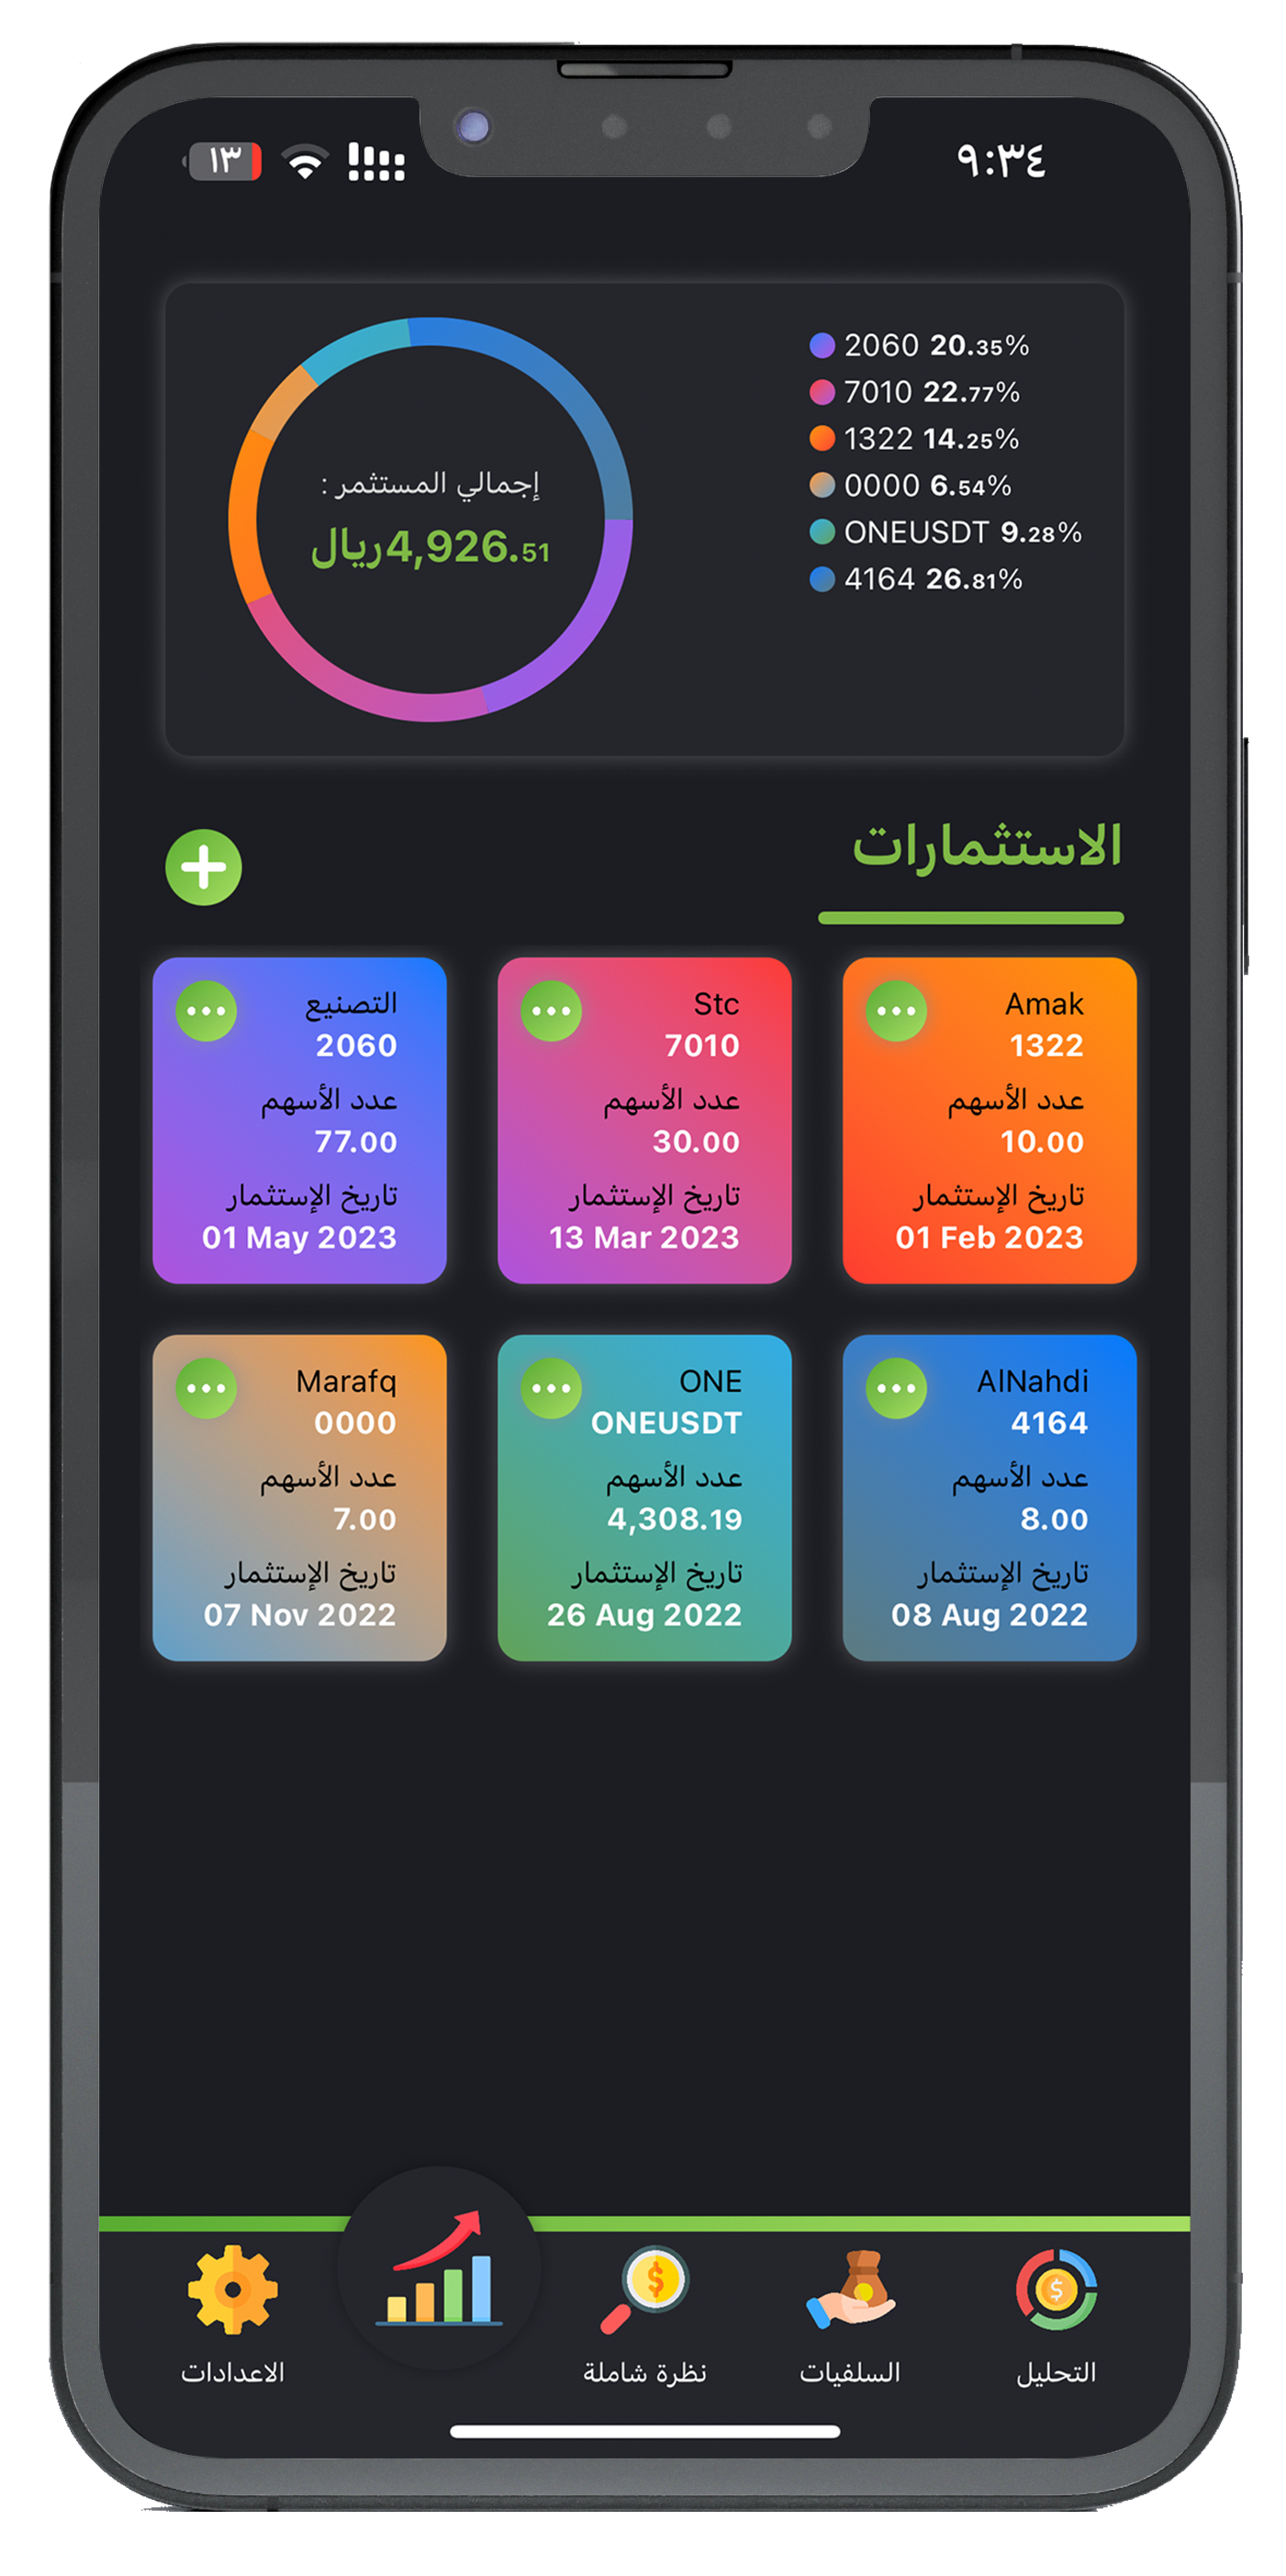 ٩:٣٤
١٣
2060 20.35%
7010 22.77%
1322 14.25%
0000 6.54%
ONEUSDT 9.28%
4164 26.81%
إجمالي المستثمر :
4,926.51ريال
الاستثمارات
Amak
1322
عدد الأسهم
10.00
تاريخ الإستثمار
01 Feb 2023
Stc
7010
عدد الأسهم
30.00
تاريخ الإستثمار
13 Mar 2023
التصنيع
2060
عدد الأسهم
77.00
تاريخ الإستثمار
01 May 2023
AlNahdi
4164
عدد الأسهم
8.00
تاريخ الإستثمار
08 Aug 2022
ONE
ONEUSDT
عدد الأسهم
4,308.19
تاريخ الإستثمار
26 Aug 2022
Marafq
0000
عدد الأسهم
7.00
تاريخ الإستثمار
07 Nov 2022
التحليل
السلفيات
نظرة شاملة
الاعدادات